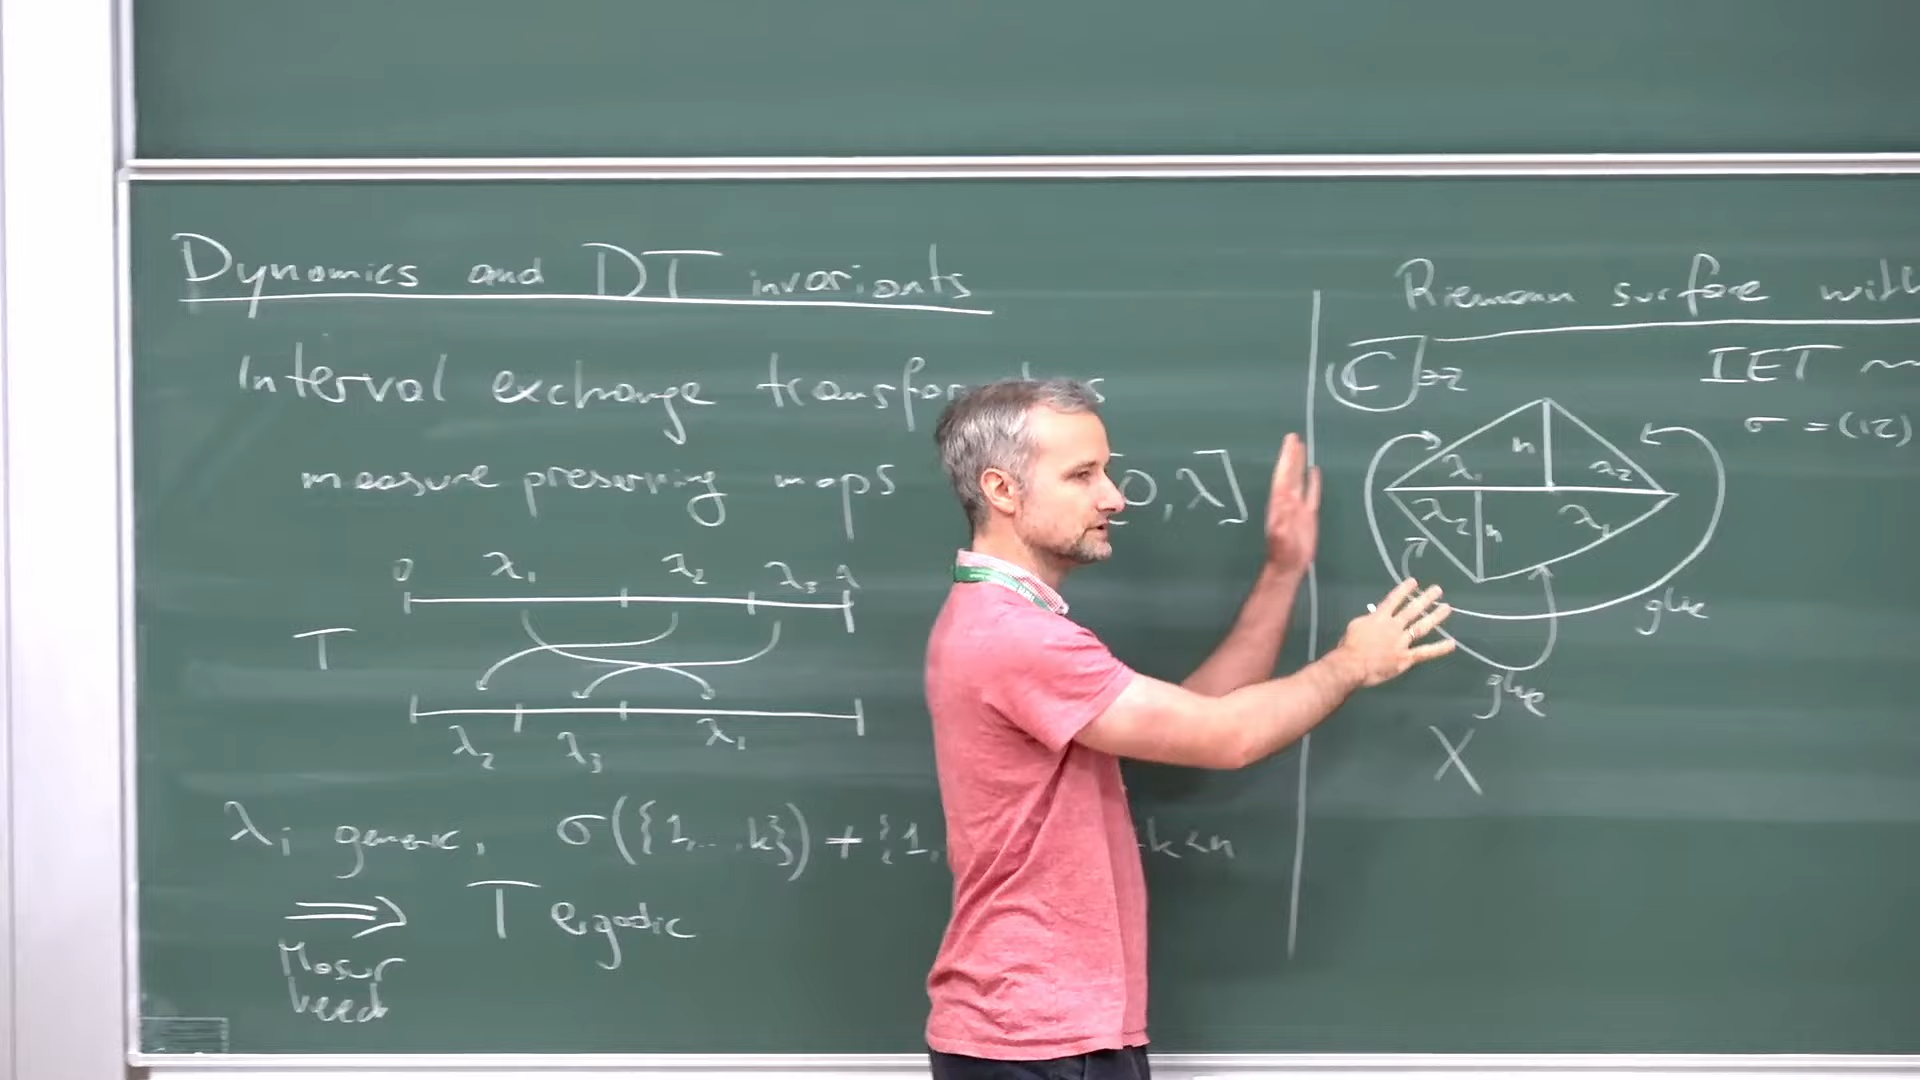 Dynamics and DT invariants
Interval exchange
measure preserving maps [0, λ]
0 λ₁ λ₂ λ₃ λ
T
λ₂ λ₃ λ₁
λᵢ generic, σ({1,...,k}) ≠ {1, k<n
⟹ T ergodic
Masur
Veech
Riemann surface with
ℂ ∋ z
IET ~
σ = (12)
λ₁ h λ₂
λ₂ h λ₁
glue
glue
X